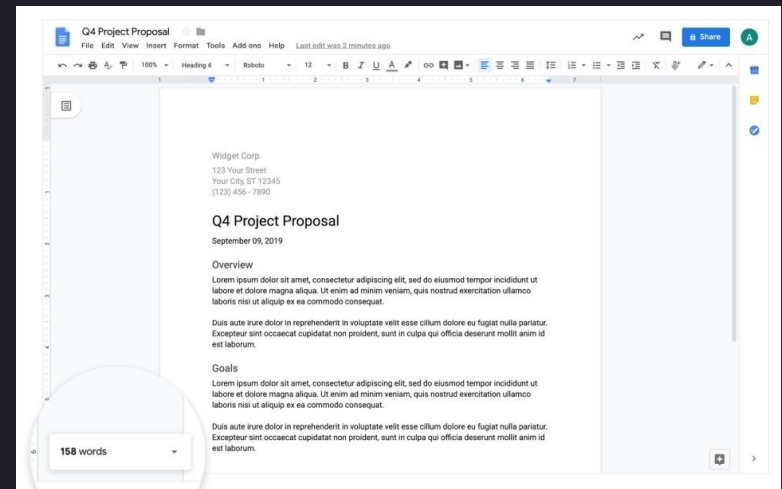 Q4 Project Proposal
File Edit View Insert Format Tools Add-ons Help Last edit was 2 minutes ago
Share
A
100% Heading 4 Roboto 12 B I U A
1 1 2 3 4 5 6 7
Widget Corp.
123 Your Street
Your City, ST 12345
(123) 456 - 7890
Q4 Project Proposal
September 09, 2019
Overview
Lorem ipsum dolor sit amet, consectetur adipiscing elit, sed do eiusmod tempor incididunt ut
labore et dolore magna aliqua. Ut enim ad minim veniam, quis nostrud exercitation ullamco
laboris nisi ut aliquip ex ea commodo consequat.
Duis aute irure dolor in reprehenderit in voluptate velit esse cillum dolore eu fugiat nulla pariatur.
Excepteur sint occaecat cupidatat non proident, sunt in culpa qui officia deserunt mollit anim id
est laborum.
Goals
Lorem ipsum dolor sit amet, consectetur adipiscing elit, sed do eiusmod tempor incididunt ut
labore et dolore magna aliqua. Ut enim ad minim veniam, quis nostrud exercitation ullamco
laboris nisi ut aliquip ex ea commodo consequat.
Duis aute irure dolor in reprehenderit in voluptate velit esse cillum dolore eu fugiat nulla pariatur.
Excepteur sint occaecat cupidatat non proident, sunt in culpa qui officia deserunt mollit anim id
est laborum.
158 words